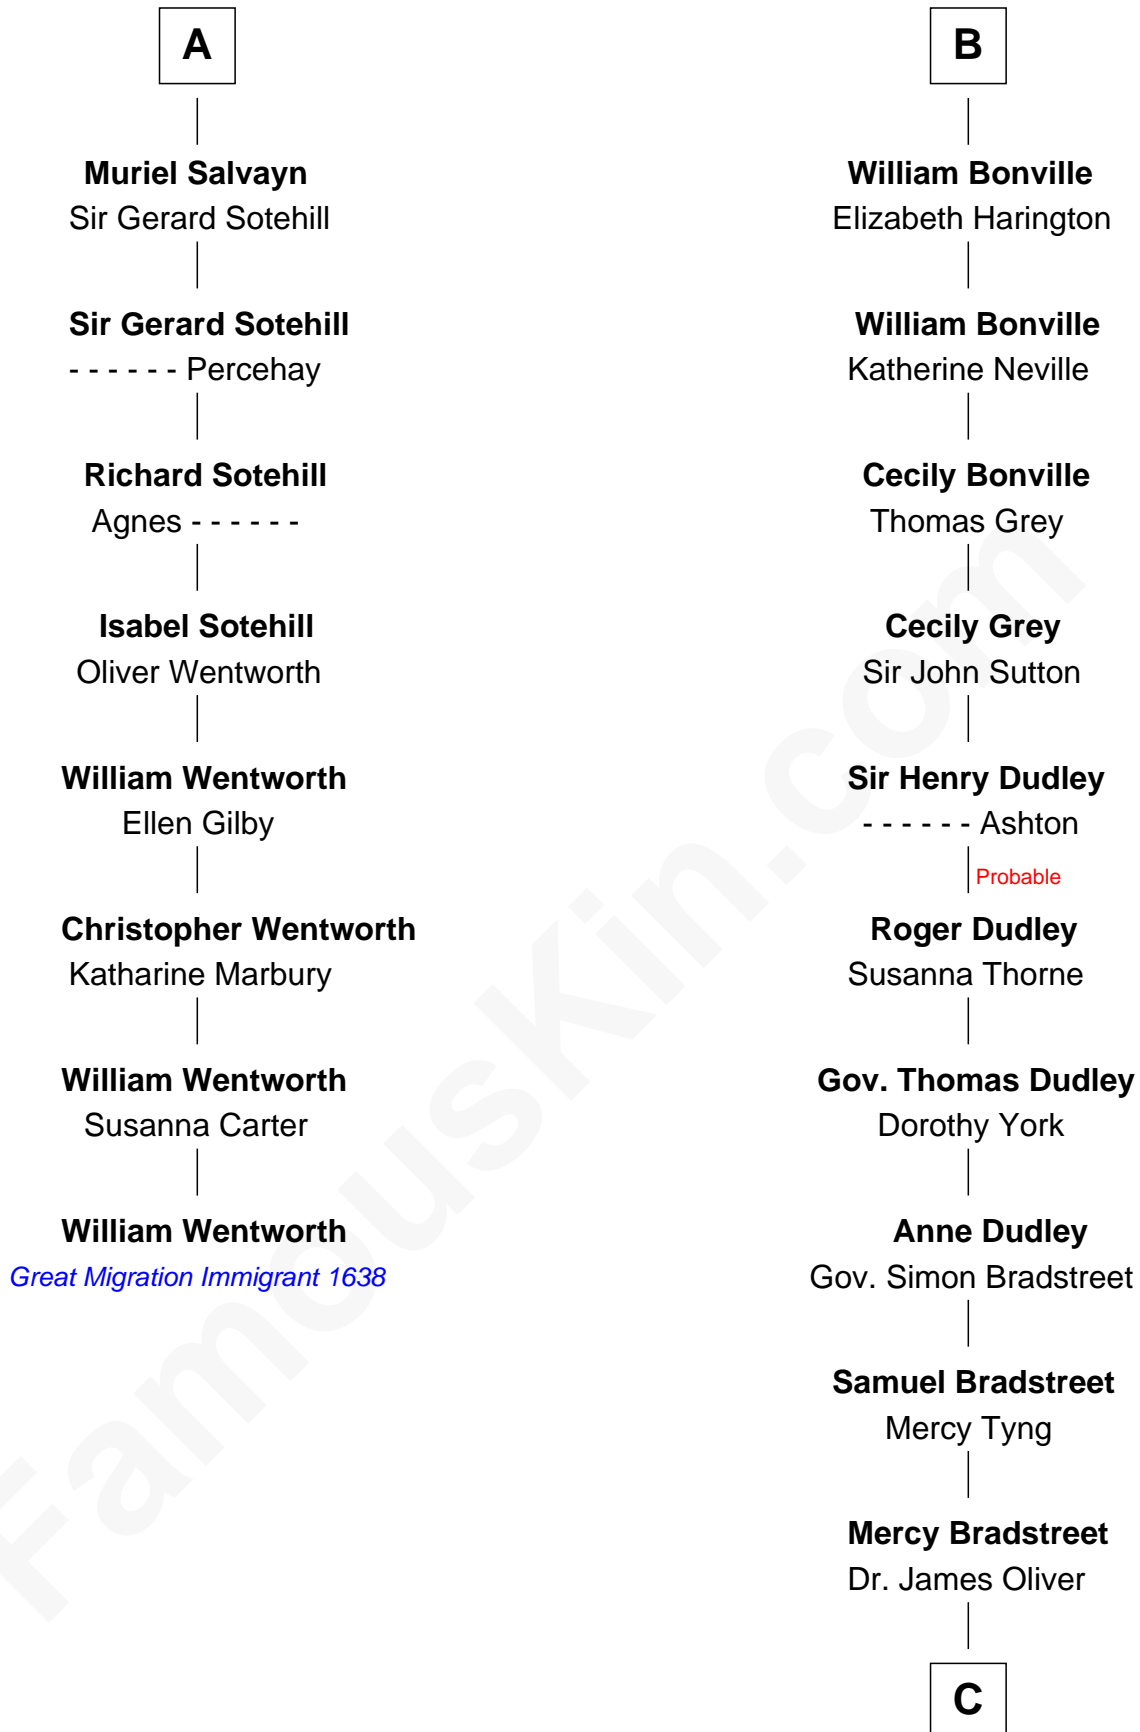 A
Muriel Salvayn
Sir Gerard Sotehill
Sir Gerard Sotehill
- - - - - - Percehay
Richard Sotehill
Agnes - - - - - -
Isabel Sotehill
Oliver Wentworth
William Wentworth
Ellen Gilby
Christopher Wentworth
Katharine Marbury
William Wentworth
Susanna Carter
William Wentworth
Great Migration Immigrant 1638
B
William Bonville
Elizabeth Harington
William Bonville
Katherine Neville
Cecily Bonville
Thomas Grey
Cecily Grey
Sir John Sutton
Sir Henry Dudley
- - - - - - Ashton
Probable
Roger Dudley
Susanna Thorne
Gov. Thomas Dudley
Dorothy York
Anne Dudley
Gov. Simon Bradstreet
Samuel Bradstreet
Mercy Tyng
Mercy Bradstreet
Dr. James Oliver
C
FamousKin.com